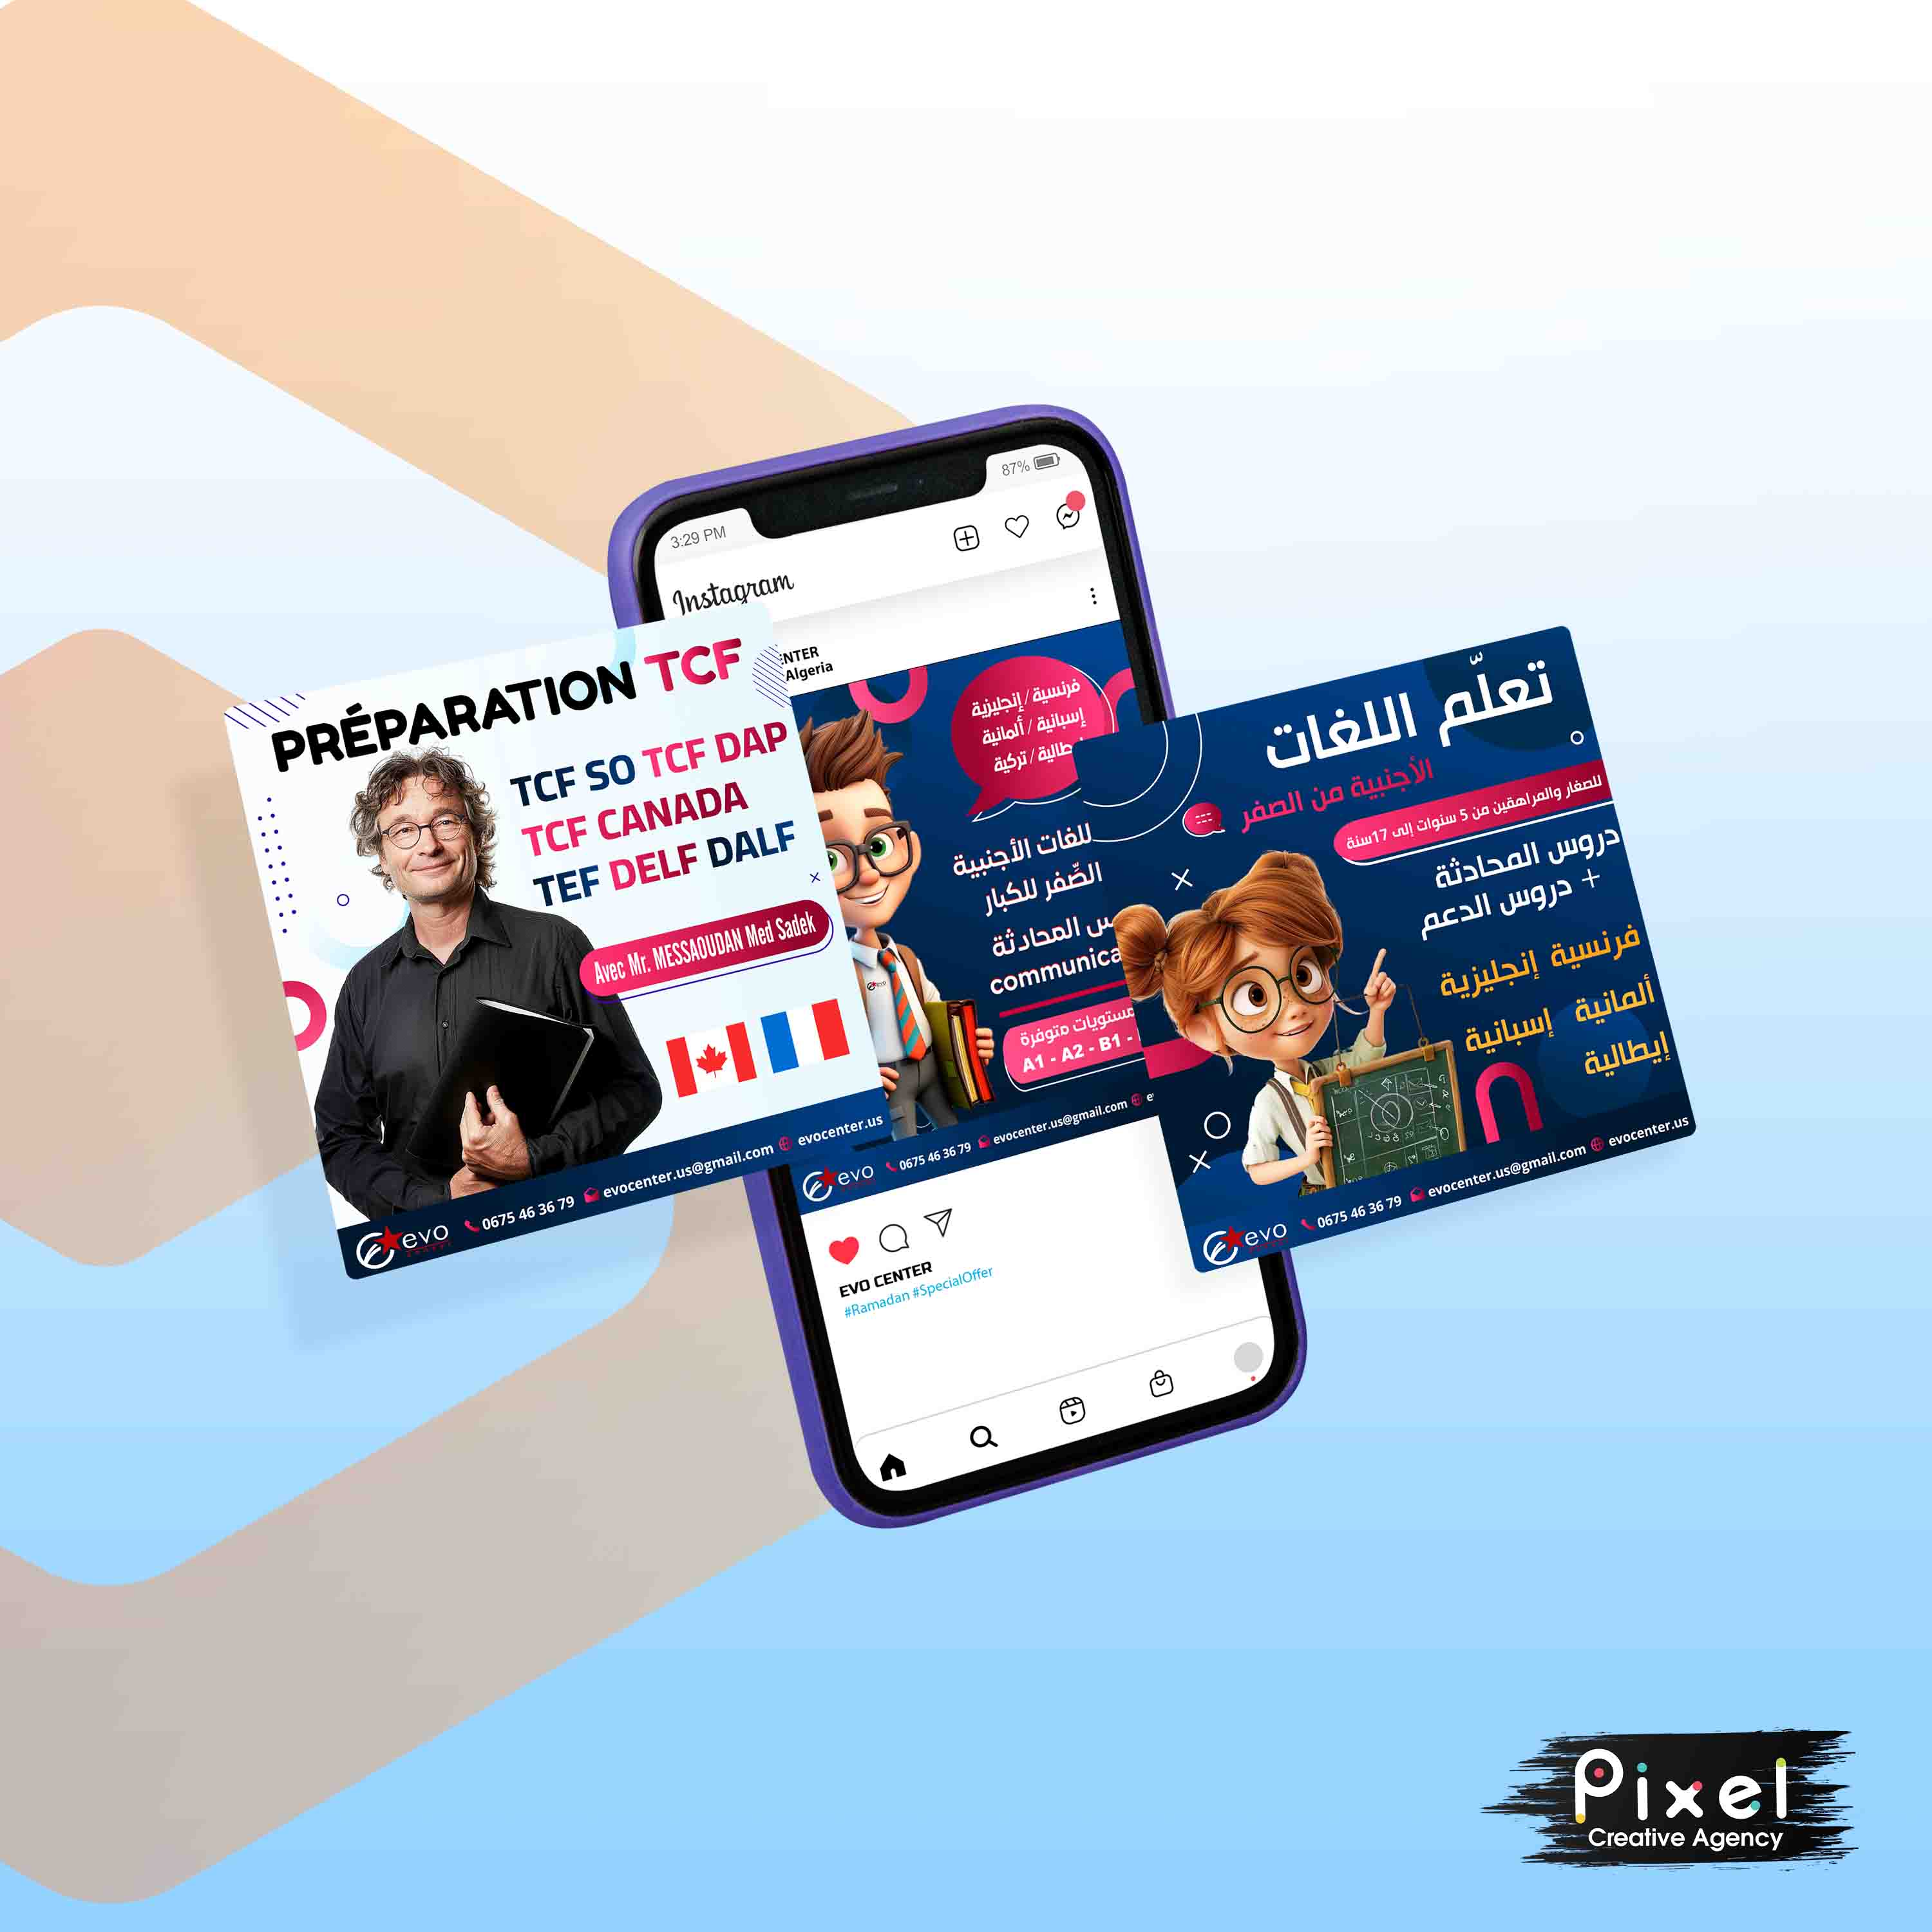 3:29 PM
87%
Instagram
Algeria
PRÉPARATION TCF
TCF SO TCF DAP
TCF CANADA
TEF DELF DALF
Avec Mr. MESSAOUDAN Med Sadek
evo
0675 46 36 79 evocenter.us@gmail.com evocenter.us
فرنسية / إنجليزية
إسبانية / ألمانية
تركية
للغات الأجنبية
الصّفر للكبار
المحادثة
مستويات متوفرة
A1 - A2 - B1 -
evo
0675 46 36 79 evocenter.us@gmail.com
EVO CENTER
#Ramadan #SpecialOffer
تعلّم اللغات
الأجنبية من الصفر
للصغار والمراهقين من 5 سنوات إلى 17سنة
دروس المحادثة
+ دروس الدعم
فرنسية إنجليزية
ألمانية إسبانية
إيطالية
evo
0675 46 36 79 evocenter.us@gmail.com evocenter.us
Pixel
Creative Agency